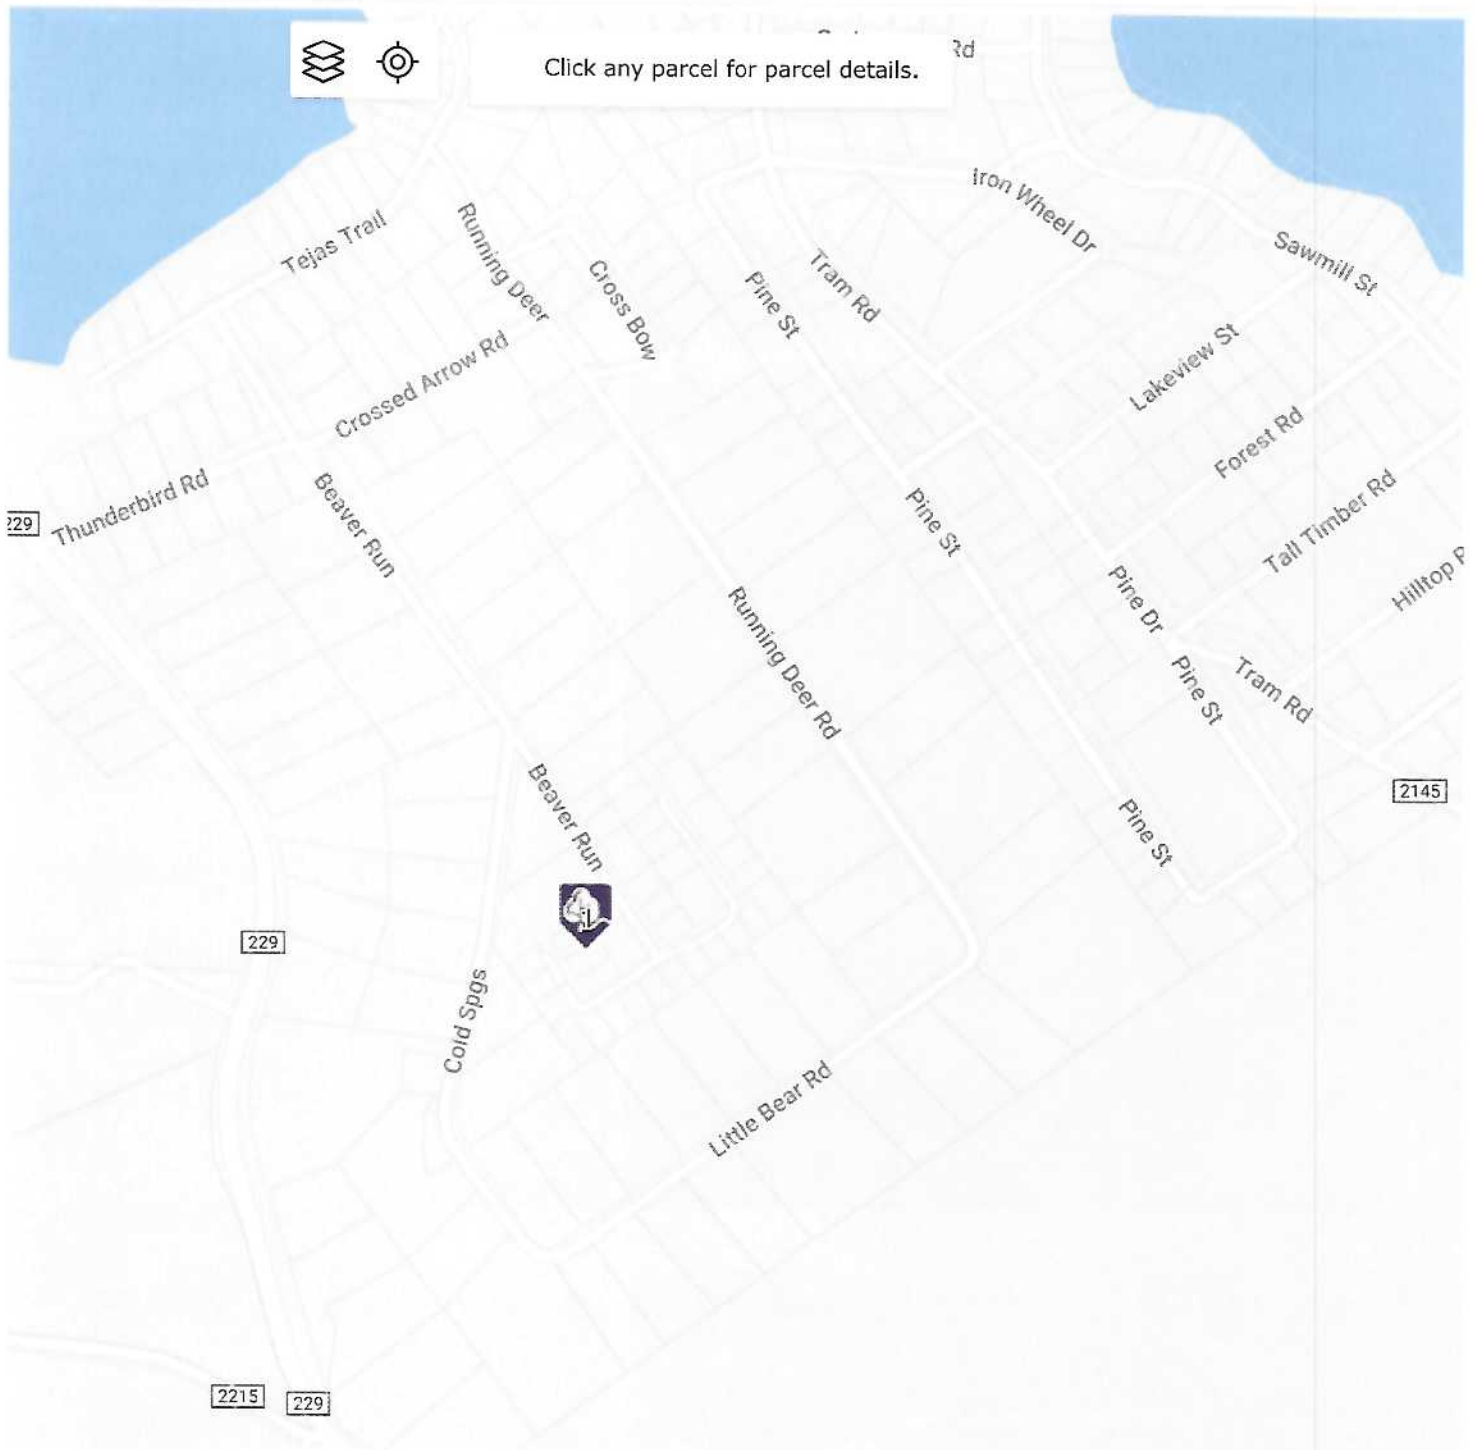 Rd
Click any parcel for parcel details.
Iron Wheel Dr
Tejas Trail
Running Deer
Sawmill St
Cross Bow
Tram Rd
Pine St
Crossed Arrow Rd
Lakeview St
Forest Rd
Thunderbird Rd
229
Beaver Run
Pine St
Tall Timber Rd
Hilltop
Pine Dr
Running Deer Rd
Pine St
Tram Rd
2145
Beaver Run
Pine St
229
Cold Spgs
Little Bear Rd
2215
229